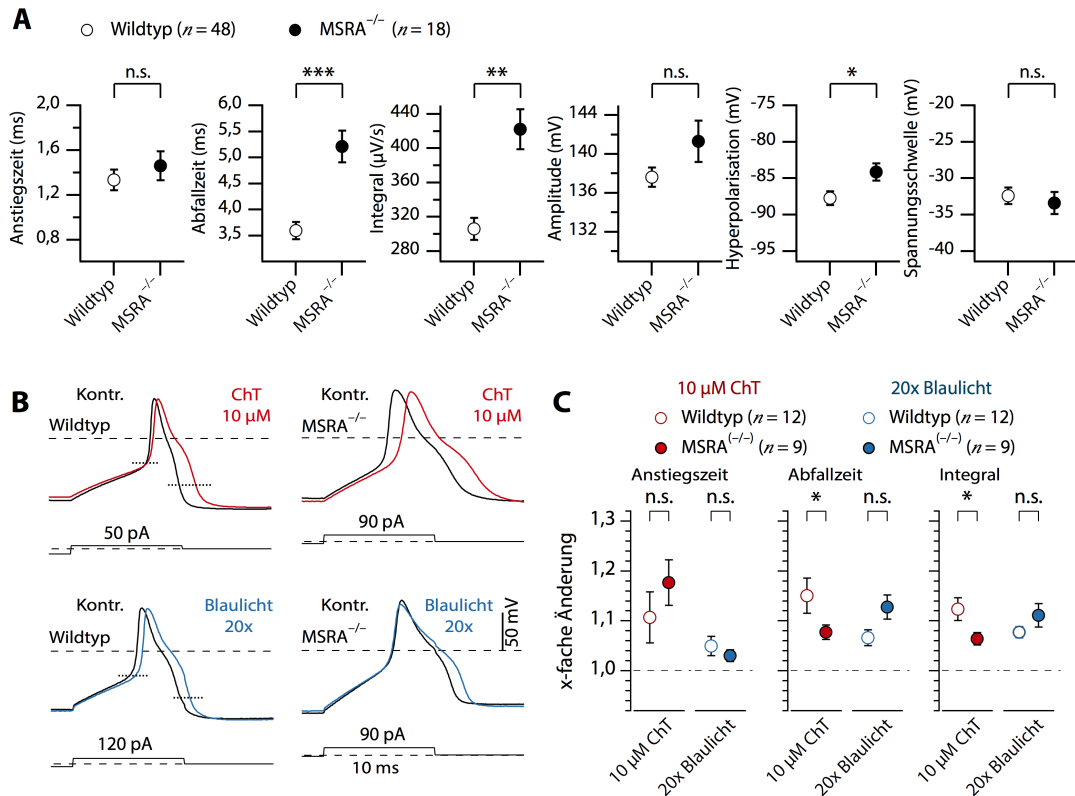 A
Wildtyp (n = 48)
MSRA−/− (n = 18)
n.s.
***
**
n.s.
*
n.s.
Anstiegszeit (ms)
2,0
1,6
1,4
1,2
0,8
Wildtyp
MSRA−/−
Abfallzeit (ms)
6,0
5,5
5,0
4,5
4,0
3,5
Wildtyp
MSRA−/−
Integral (µV/s)
440
400
360
300
280
Wildtyp
MSRA−/−
Amplitude (mV)
144
140
136
132
Wildtyp
MSRA−/−
Hyperpolarisation (mV)
-75
-80
-85
-90
-95
Wildtyp
MSRA−/−
Spannungsschwelle (mV)
-20
-25
-30
-35
-40
Wildtyp
MSRA−/−
B
Kontr.
ChT
10 µM
Wildtyp
50 pA
Kontr.
ChT
10 µM
MSRA−/−
90 pA
Kontr.
Blaulicht
20x
Wildtyp
120 pA
Kontr.
Blaulicht
20x
MSRA−/−
50 mV
90 pA
10 ms
C
10 µM ChT
20x Blaulicht
Wildtyp (n = 12)
Wildtyp (n = 12)
MSRA(−/−) (n = 9)
MSRA(−/−) (n = 9)
Anstiegszeit
Abfallzeit
Integral
n.s.
n.s.
*
n.s.
*
n.s.
x-fache Änderung
1,3
1,2
1,1
1,0
10 µM ChT
20x Blaulicht
10 µM ChT
20x Blaulicht
10 µM ChT
20x Blaulicht